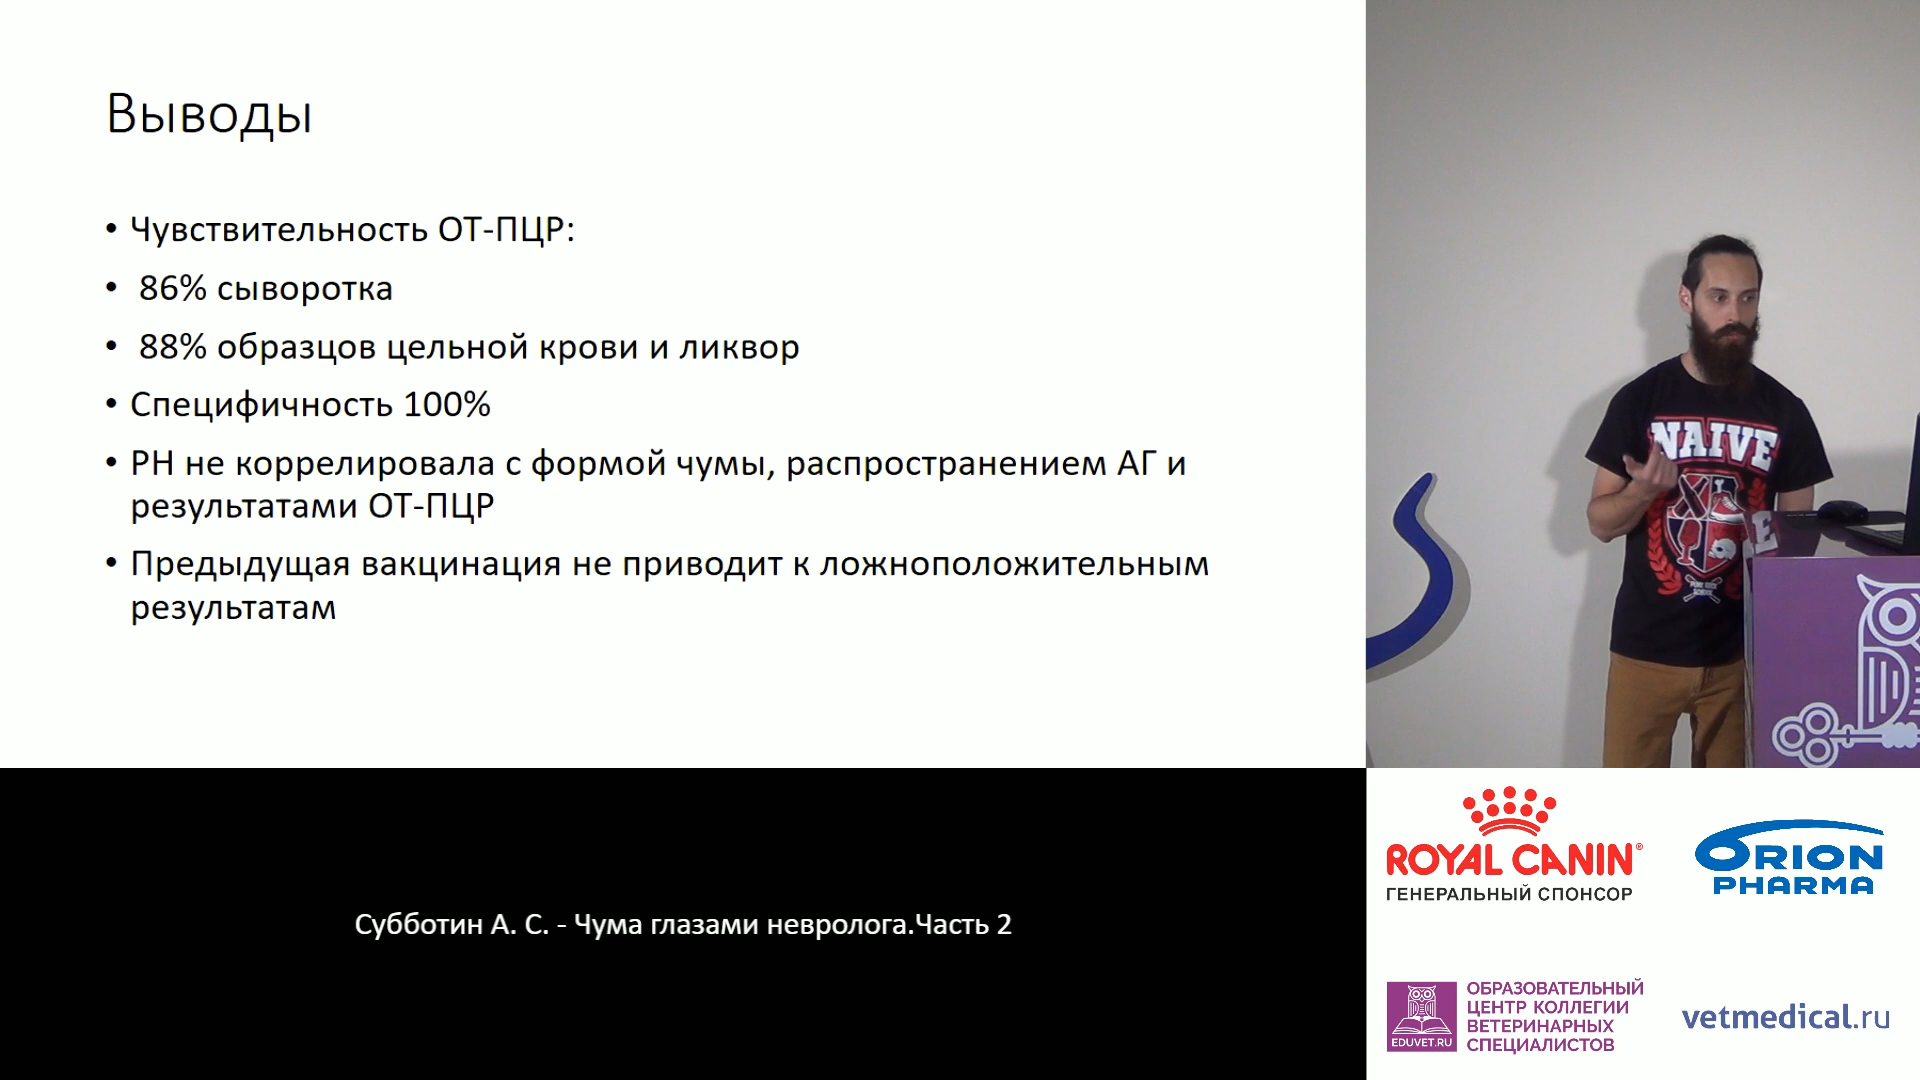 Выводы
• Чувствительность ОТ-ПЦР:
• 86% сыворотка
• 88% образцов цельной крови и ликвор
• Специфичность 100%
• РН не коррелировала с формой чумы, распространением АГ и
результатами ОТ-ПЦР
• Предыдущая вакцинация не приводит к ложноположительным
результатам
NAIVE
Субботин А. С. - Чума глазами невролога.Часть 2
ROYAL CANIN®
ГЕНЕРАЛЬНЫЙ СПОНСОР
ORION
PHARMA
EDUVET.RU
ОБРАЗОВАТЕЛЬНЫЙ
ЦЕНТР КОЛЛЕГИИ
ВЕТЕРИНАРНЫХ
СПЕЦИАЛИСТОВ
vetmedical.ru